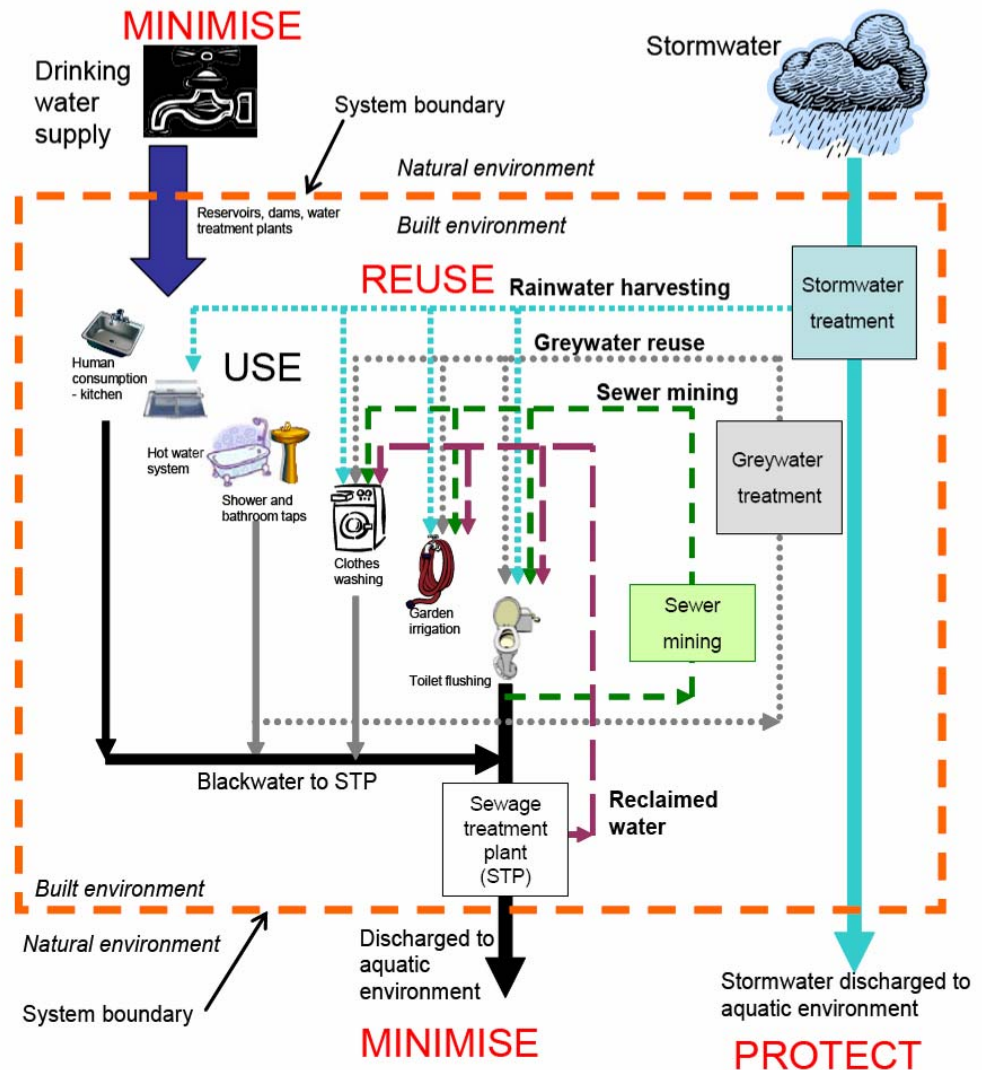 MINIMISE
Drinking
water
supply
Stormwater
System boundary
Natural environment
Reservoirs, dams, water
treatment plants
Built environment
REUSE
Rainwater harvesting
Stormwater
treatment
Human
consumption
- kitchen
USE
Greywater reuse
Sewer mining
Hot water
system
Shower and
bathroom taps
Greywater
treatment
Clothes
washing
Garden
irrigation
Sewer
mining
Toilet flushing
Blackwater to STP
Sewage
treatment
plant
(STP)
Reclaimed
water
Built environment
Natural environment
System boundary
Discharged to
aquatic
environment
MINIMISE
Stormwater discharged to
aquatic environment
PROTECT